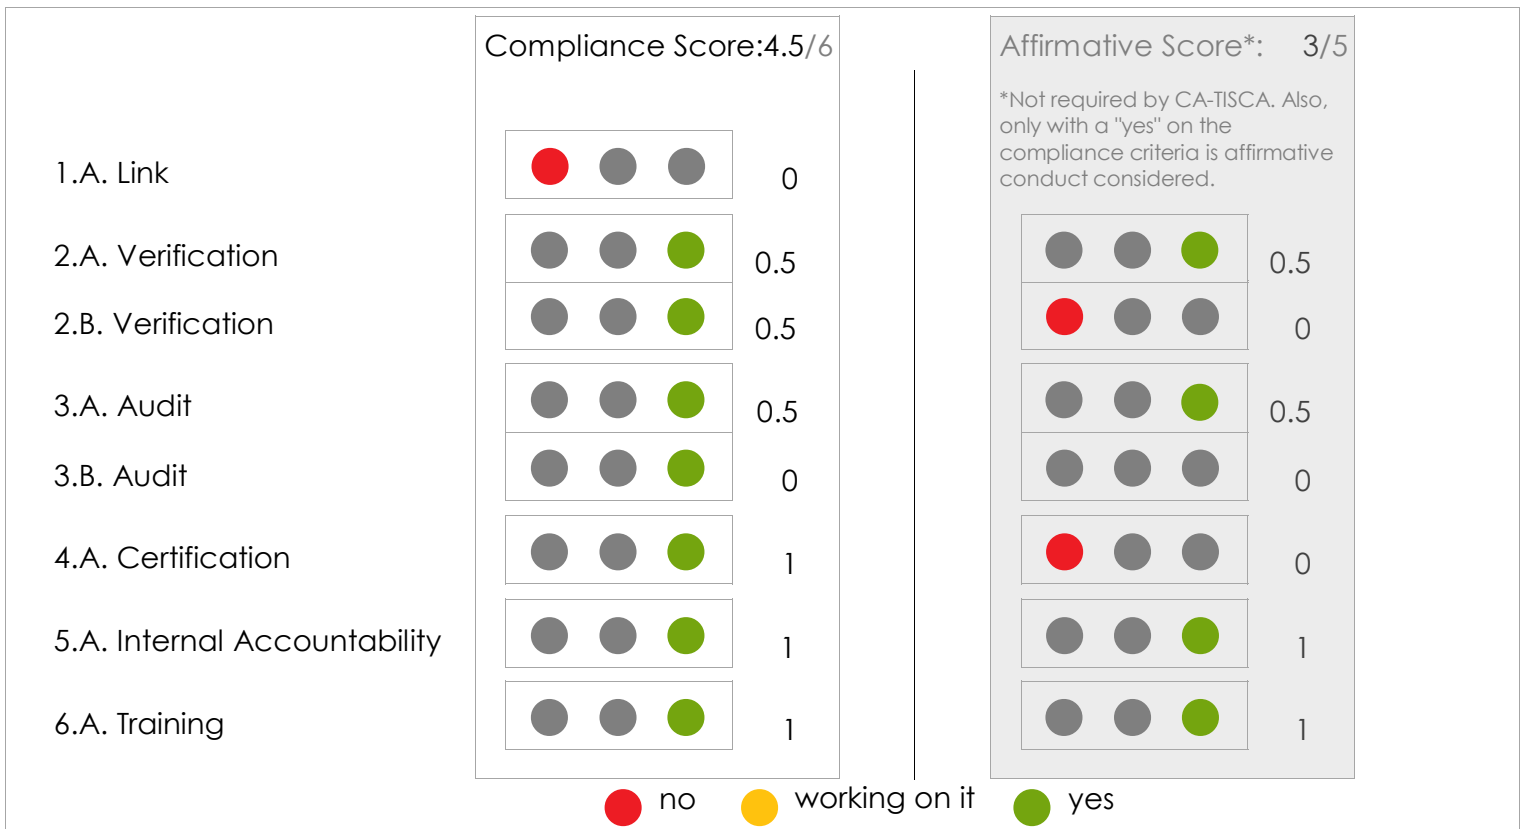 Compliance Score:4.5/6
Affirmative Score*: 3/5
*Not required by CA-TISCA. Also,
only with a "yes" on the
compliance criteria is affirmative
conduct considered.
1.A. Link 0
2.A. Verification 0.5 0.5
2.B. Verification 0.5 0
3.A. Audit 0.5 0.5
3.B. Audit 0 0
4.A. Certification 1 0
5.A. Internal Accountability 1 1
6.A. Training 1 1
no working on it yes